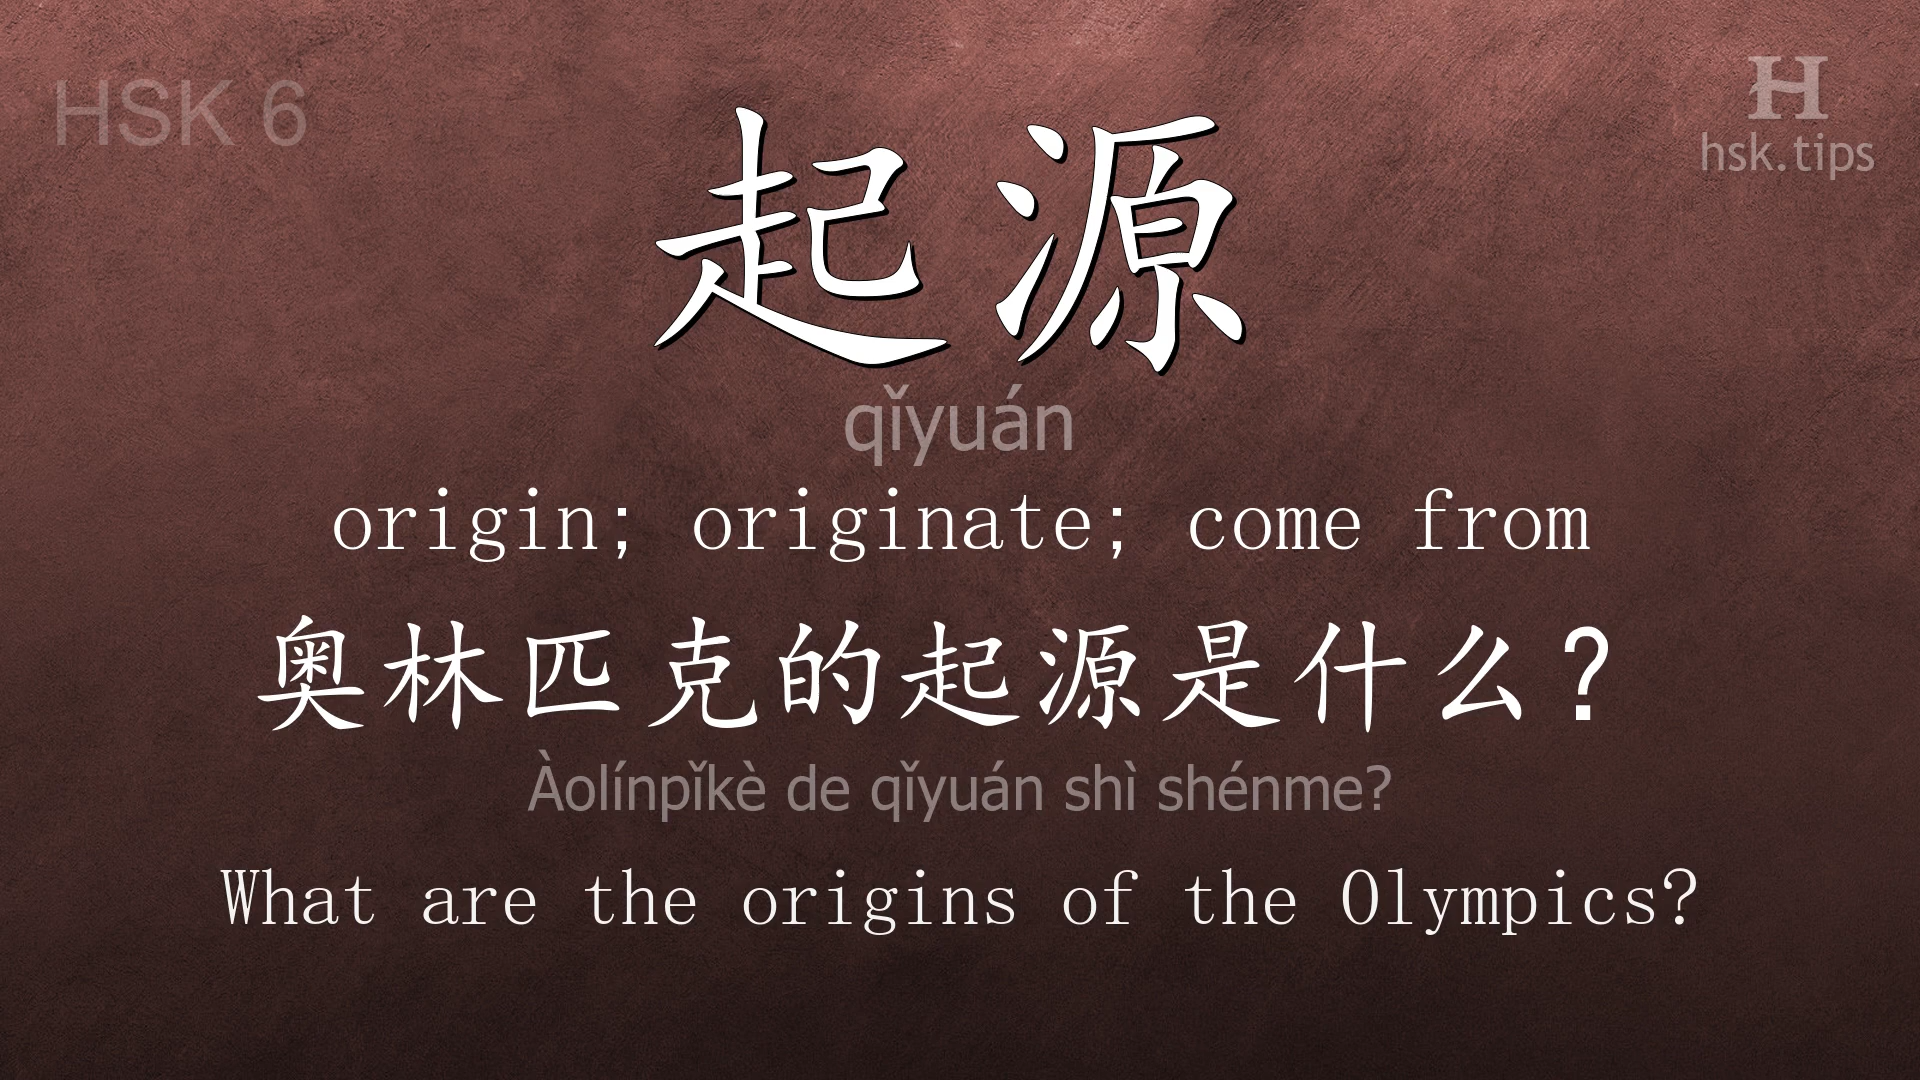 HSK 6
H
hsk.tips
起源
qǐyuán
origin; originate; come from
奥林匹克的起源是什么？
Àolínpǐkè de qǐyuán shì shénme?
What are the origins of the Olympics?